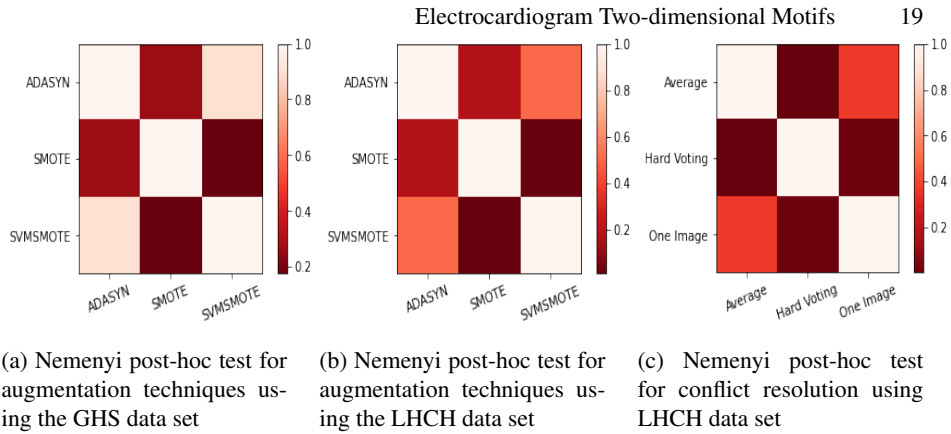 Electrocardiogram Two-dimensional Motifs 19
ADASYN
SMOTE
SVMSMOTE
ADASYN
SMOTE
SVMSMOTE
1.0
0.8
0.6
0.4
0.2
ADASYN
SMOTE
SVMSMOTE
ADASYN
SMOTE
SVMSMOTE
1.0
0.8
0.6
0.4
0.2
Average
Hard Voting
One Image
Average
Hard Voting
One Image
1.0
0.8
0.6
0.4
0.2
(a) Nemenyi post-hoc test for
augmentation techniques us-
ing the GHS data set
(b) Nemenyi post-hoc test for
augmentation techniques us-
ing the LHCH data set
(c) Nemenyi post-hoc test
for conflict resolution using
LHCH data set